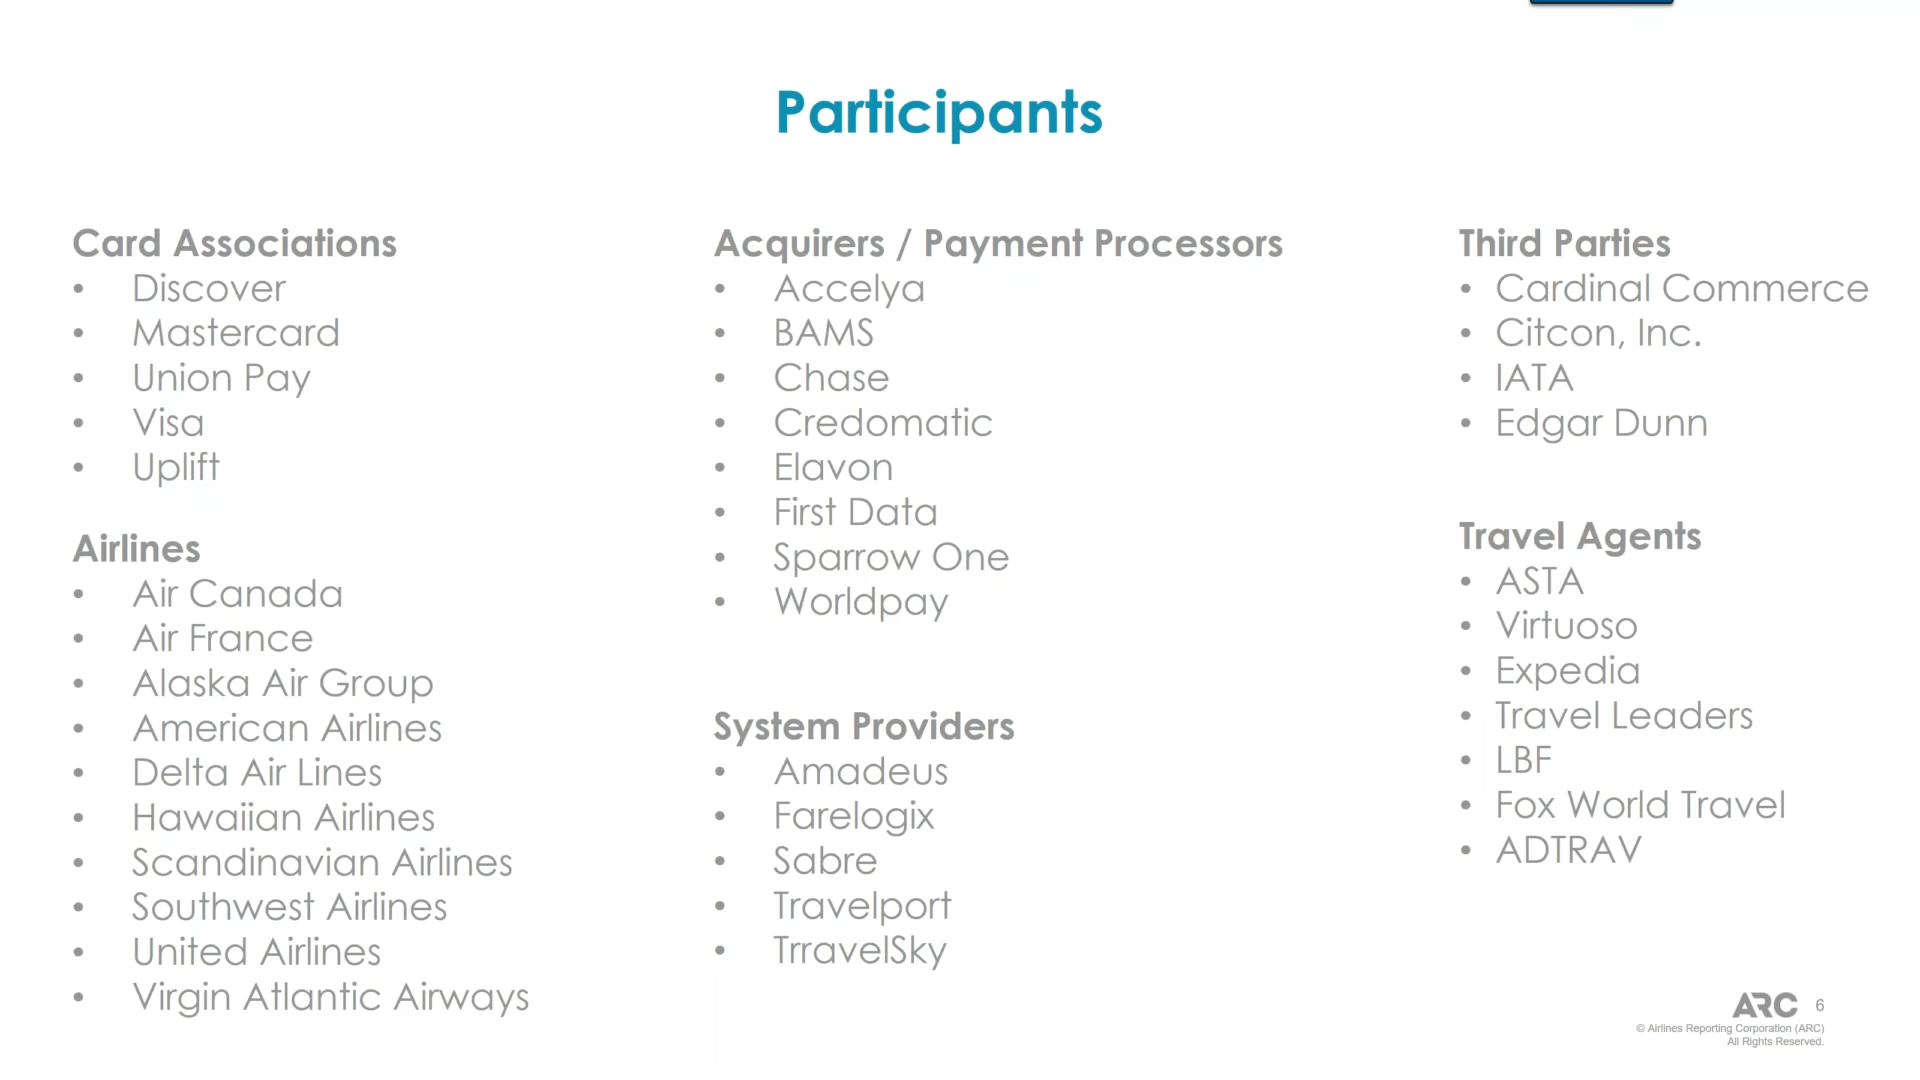 Participants
Card Associations
• Discover
• Mastercard
• Union Pay
• Visa
• Uplift
Airlines
• Air Canada
• Air France
• Alaska Air Group
• American Airlines
• Delta Air Lines
• Hawaiian Airlines
• Scandinavian Airlines
• Southwest Airlines
• United Airlines
• Virgin Atlantic Airways
Acquirers / Payment Processors
• Accelya
• BAMS
• Chase
• Credomatic
• Elavon
• First Data
• Sparrow One
• Worldpay
System Providers
• Amadeus
• Farelogix
• Sabre
• Travelport
• TrravelSky
Third Parties
• Cardinal Commerce
• Citcon, Inc.
• IATA
• Edgar Dunn
Travel Agents
• ASTA
• Virtuoso
• Expedia
• Travel Leaders
• LBF
• Fox World Travel
• ADTRAV
ARC 6
© Airlines Reporting Corporation (ARC)
All Rights Reserved.